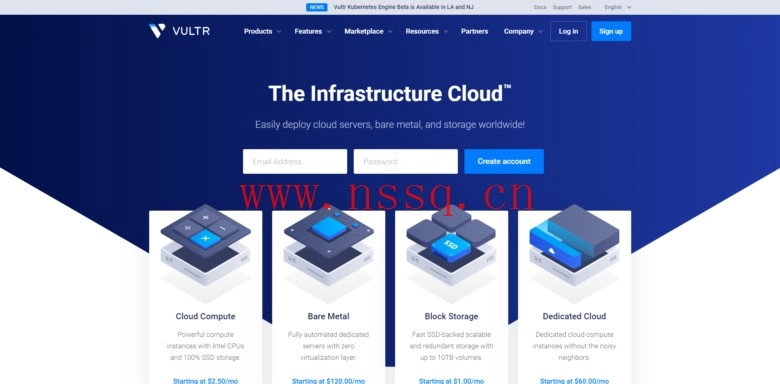 NEWS Vultr Kubernetes Engine Beta is Available in LA and NJ Docs Support Sales English
VULTR Products Features Marketplace Resources Partners Company Log in Sign up
The Infrastructure Cloud™
Easily deploy cloud servers, bare metal, and storage worldwide!
Email Address Password Create account
www.nssq.cn
SSD
Cloud Compute
Powerful compute
instances with Intel CPUs
and 100% SSD storage.
Starting at $2.50/mo
Bare Metal
Fully automated dedicated
servers with zero
virtualization layer.
Starting at $120.00/mo
Block Storage
Fast SSD-backed scalable
and redundant storage with
up to 10TB volumes.
Starting at $1.00/mo
Dedicated Cloud
Dedicated cloud compute
instances without the noisy
neighbors.
Starting at $60.00/mo